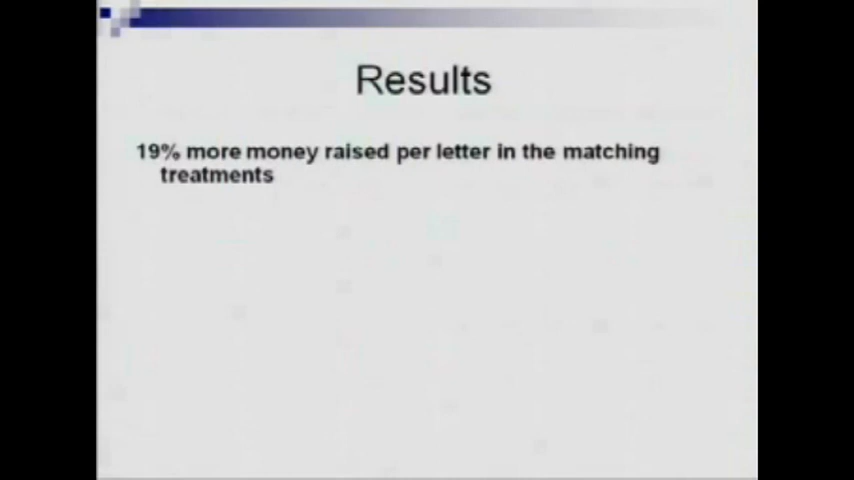 Results
19% more money raised per letter in the matching
treatments